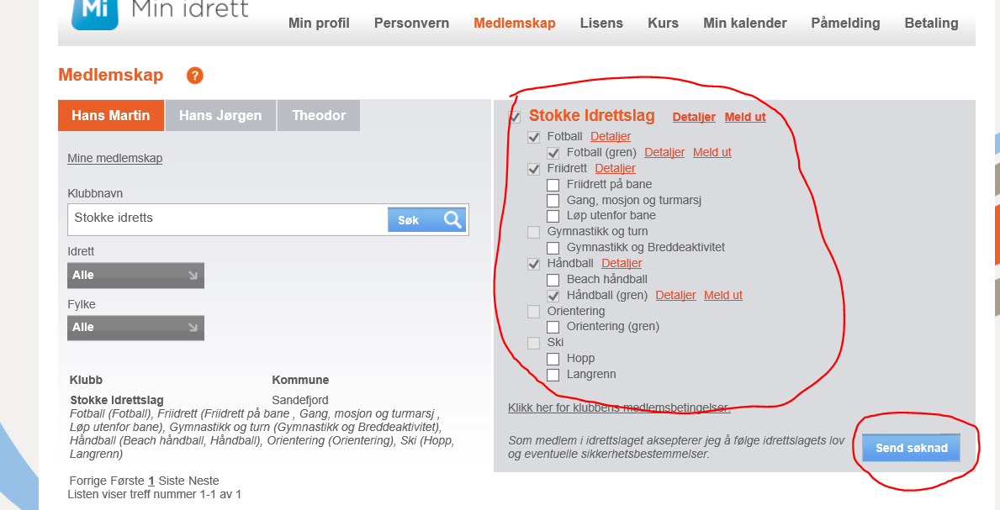 Mi Min idrett
Min profil Personvern Medlemskap Lisens Kurs Min kalender Påmelding Betaling
Medlemskap ?
Hans Martin Hans Jørgen Theodor
Mine medlemskap
Klubbnavn
Stokke idretts Søk
Idrett
Alle
Fylke
Alle
Klubb Kommune
Stokke Idrettslag Sandefjord
Fotball (Fotball), Friidrett (Friidrett på bane , Gang, mosjon og turmarsj ,
Løp utenfor bane), Gymnastikk og turn (Gymnastikk og Breddeaktivitet),
Håndball (Beach håndball, Håndball), Orientering (Orientering), Ski (Hopp,
Langrenn)
Forrige Første 1 Siste Neste
Listen viser treff nummer 1-1 av 1
Stokke Idrettslag Detaljer Meld ut
Fotball Detaljer
Fotball (gren) Detaljer Meld ut
Friidrett Detaljer
Friidrett på bane
Gang, mosjon og turmarsj
Løp utenfor bane
Gymnastikk og turn
Gymnastikk og Breddeaktivitet
Håndball Detaljer
Beach håndball
Håndball (gren) Detaljer Meld ut
Orientering
Orientering (gren)
Ski
Hopp
Langrenn
Klikk her for klubbens medlemsbetingelser.
Som medlem i idrettslaget aksepterer jeg å følge idrettslagets lov
og eventuelle sikkerhetsbestemmelser.
Send søknad